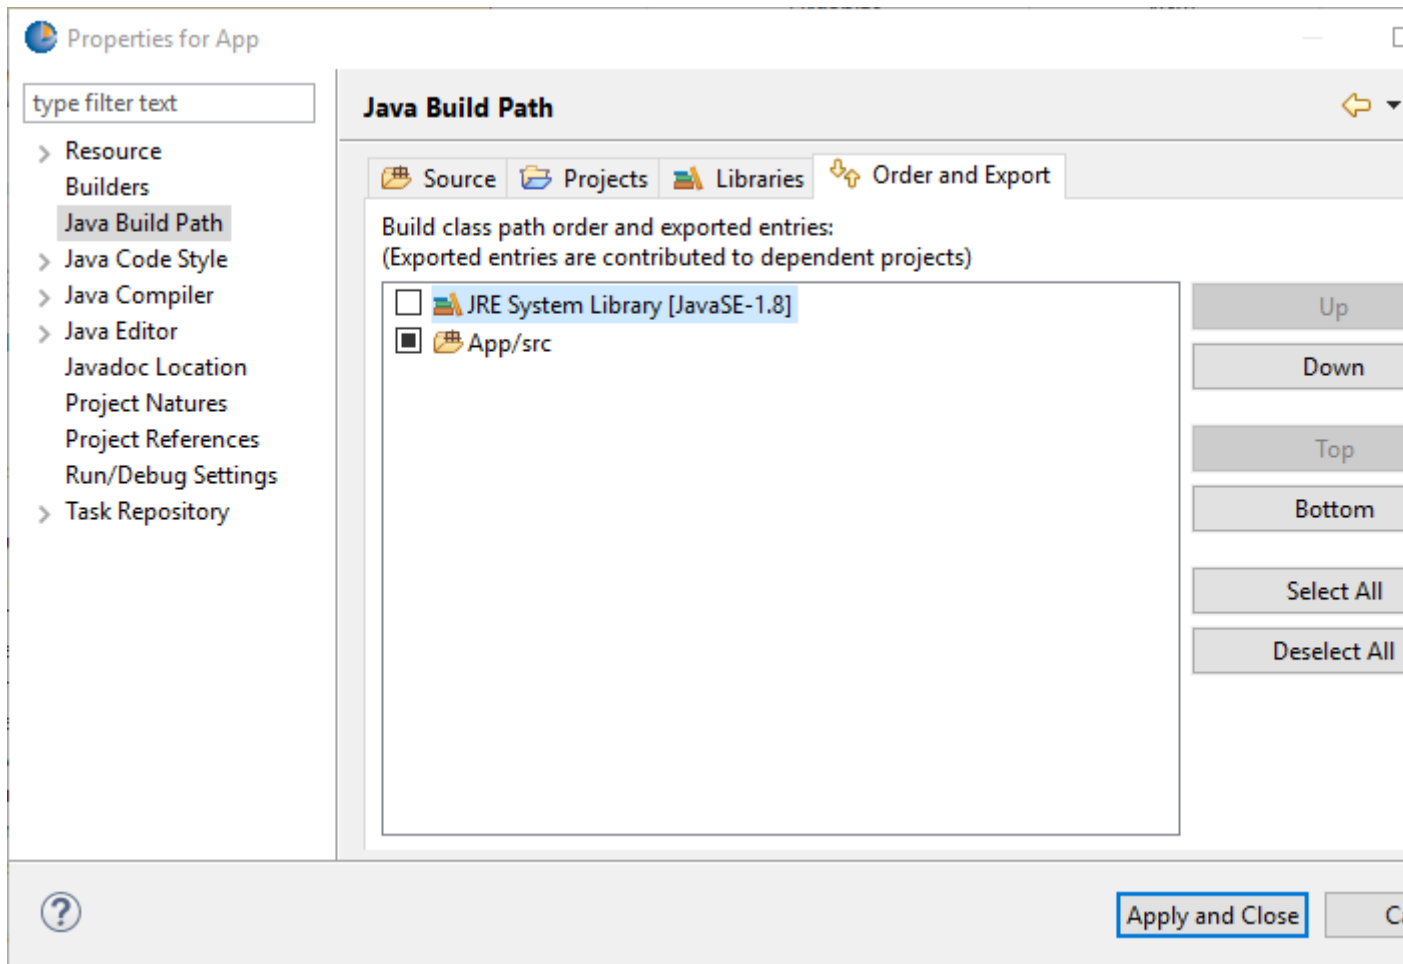 Properties for App
type filter text
Resource
Builders
Java Build Path
Java Code Style
Java Compiler
Java Editor
Javadoc Location
Project Natures
Project References
Run/Debug Settings
Task Repository
Java Build Path
Source Projects Libraries Order and Export
Build class path order and exported entries:
(Exported entries are contributed to dependent projects)
JRE System Library [JavaSE-1.8]
App/src
Up
Down
Top
Bottom
Select All
Deselect All
Apply and Close